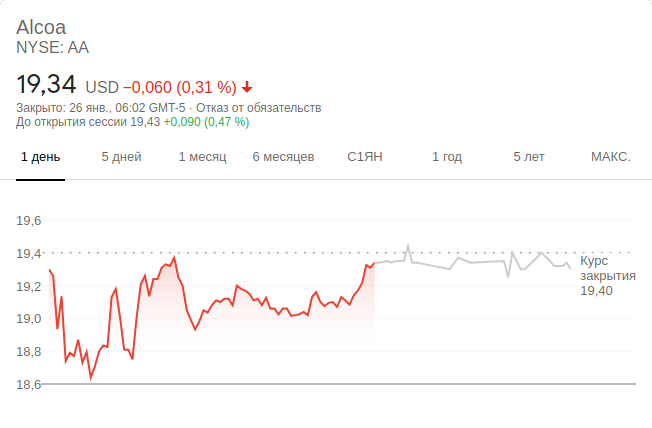 Alcoa
NYSE: AA
19,34 USD −0,060 (0,31 %)
Закрыто: 26 янв., 06:02 GMT-5 · Отказ от обязательств
До открытия сессии 19,43 +0,090 (0,47 %)
1 день 5 дней 1 месяц 6 месяцев С1ЯН 1 год 5 лет МАКС.
19,6
19,4
Курс
закрытия
19,40
19,2
19,0
18,8
18,6